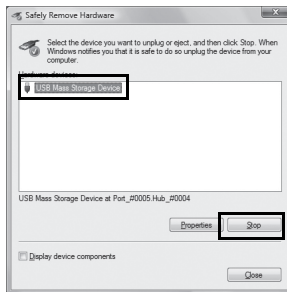 Safely Remove Hardware
Select the device you want to unplug or eject, and then click Stop. When
Windows notifies you that it is safe to do so unplug the device from your
computer.
Hardware devices:
USB Mass Storage Device
USB Mass Storage Device at Port_#0005.Hub_#0004
Properties
Stop
Display device components
Close